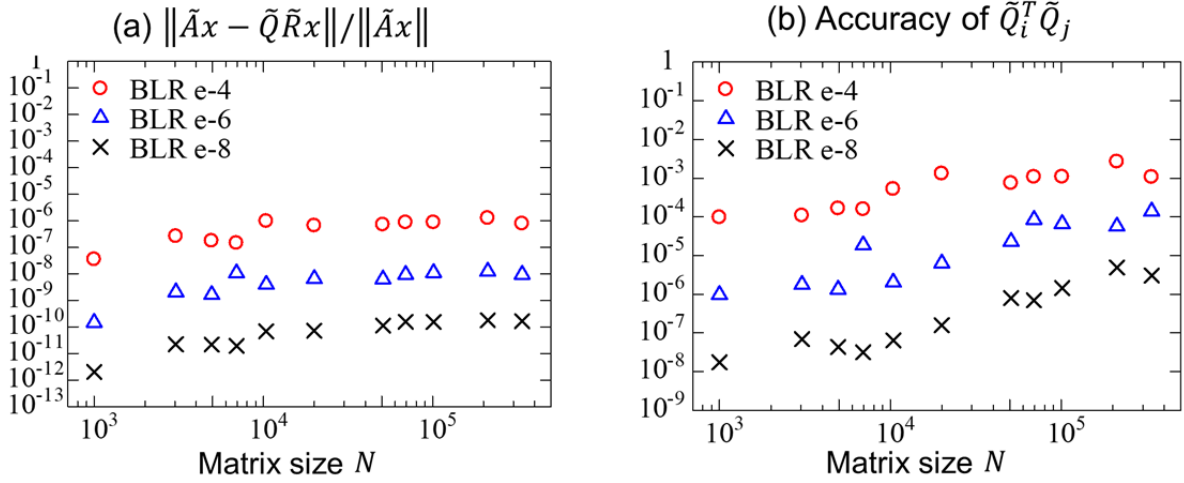 (a) ‖Ãx − Q̃R̃x‖/‖Ãx‖
1
10⁻¹
10⁻²
10⁻³
10⁻⁴
10⁻⁵
10⁻⁶
10⁻⁷
10⁻⁸
10⁻⁹
10⁻¹⁰
10⁻¹¹
10⁻¹²
10⁻¹³
BLR e-4
BLR e-6
BLR e-8
10³ 10⁴ 10⁵
Matrix size N
(b) Accuracy of Q̃ᵢᵀQ̃ⱼ
1
10⁻¹
10⁻²
10⁻³
10⁻⁴
10⁻⁵
10⁻⁶
10⁻⁷
10⁻⁸
10⁻⁹
BLR e-4
BLR e-6
BLR e-8
10³ 10⁴ 10⁵
Matrix size N